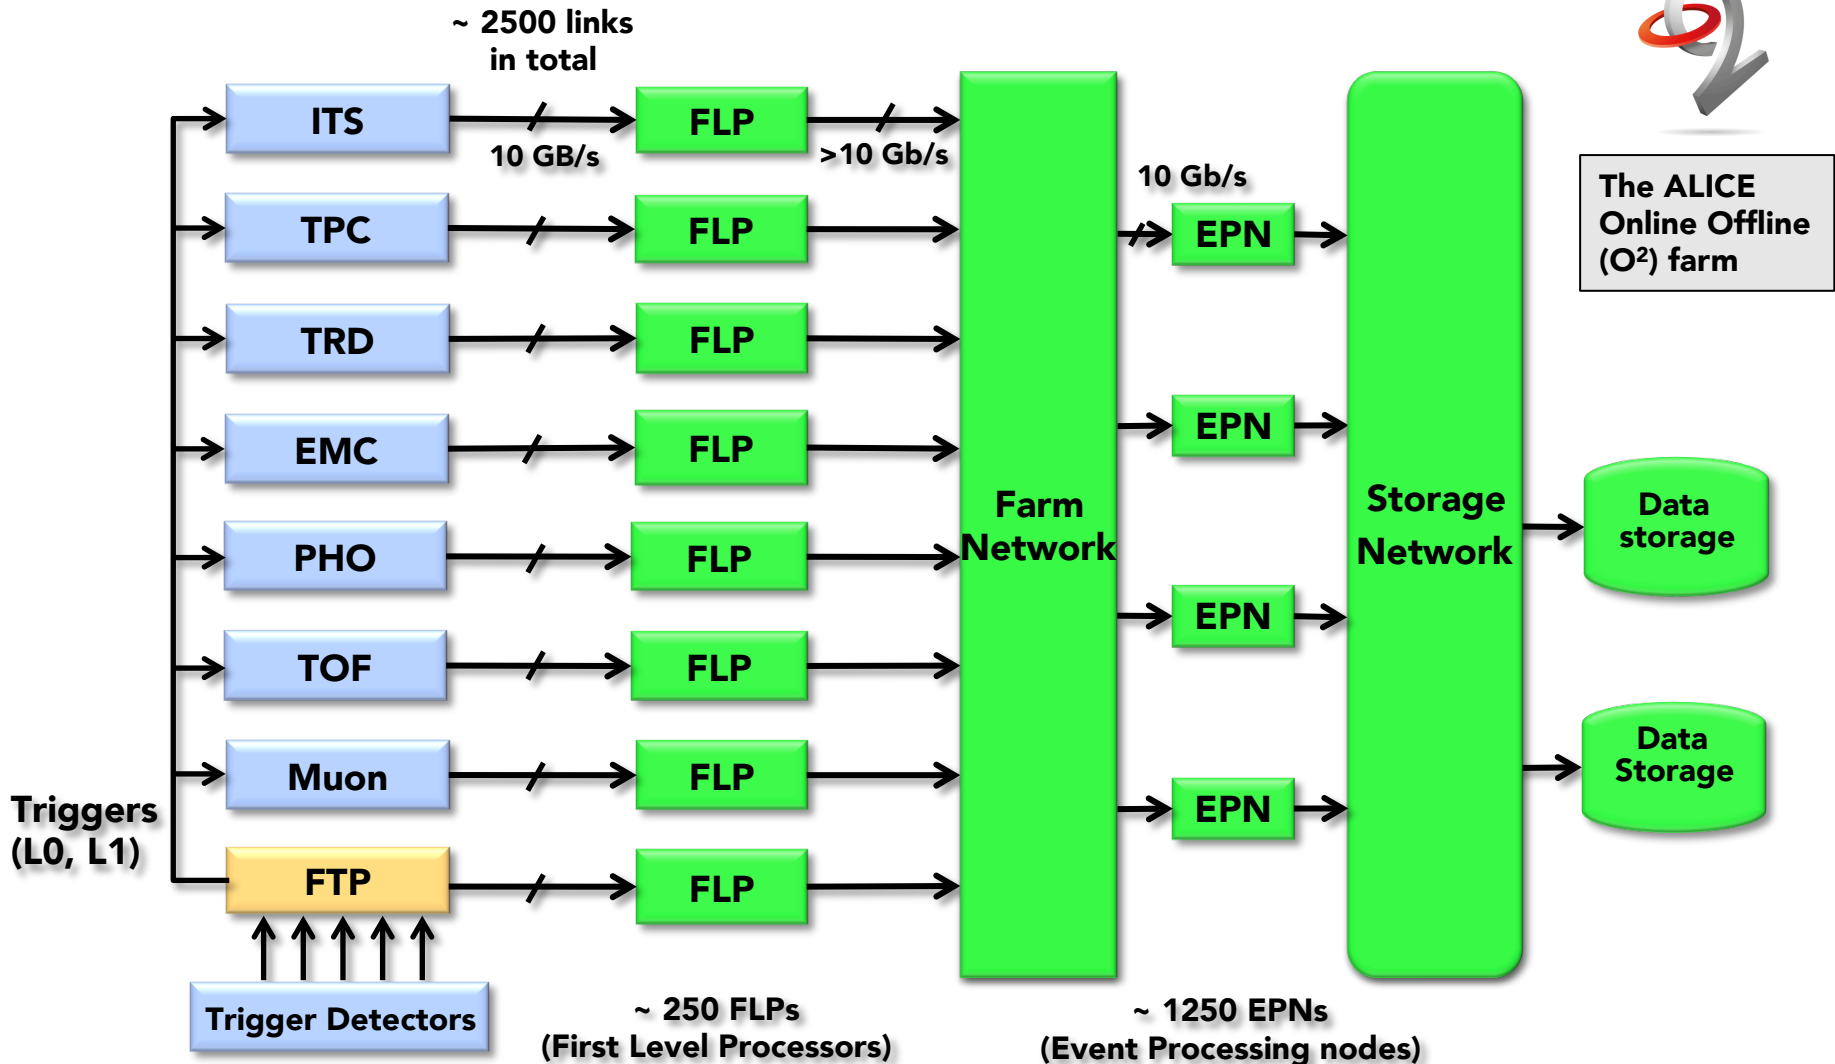 ~ 2500 links
in total
ITS
FLP
10 GB/s
>10 Gb/s
10 Gb/s
The ALICE
Online Offline
(O²) farm
TPC
FLP
EPN
TRD
FLP
EMC
FLP
EPN
Farm
Network
Storage
Network
Data
storage
PHO
FLP
EPN
TOF
FLP
Muon
FLP
EPN
Data
Storage
Triggers
(L0, L1)
FTP
FLP
Trigger Detectors
~ 250 FLPs
(First Level Processors)
~ 1250 EPNs
(Event Processing nodes)